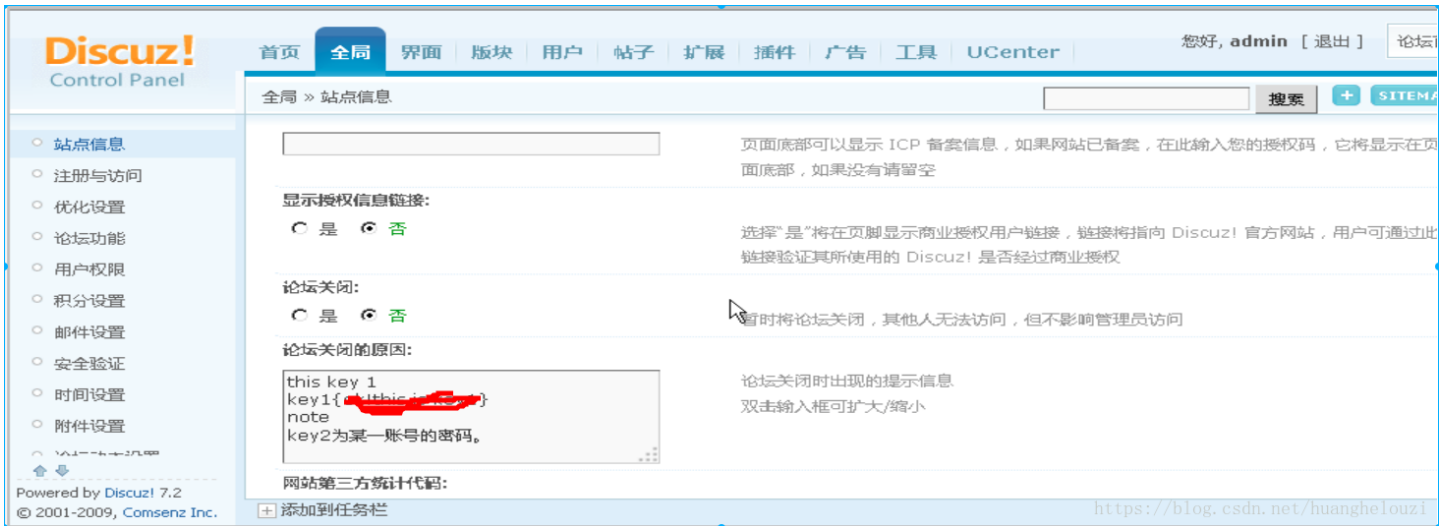 Discuz!
Control Panel
首页 全局 界面 版块 用户 帖子 扩展 插件 广告 工具 UCenter
您好, admin [ 退出 ]
全局 » 站点信息
搜索
+
站点信息
注册与访问
优化设置
论坛功能
用户权限
积分设置
邮件设置
安全验证
时间设置
附件设置
Powered by Discuz! 7.2
© 2001-2009, Comsenz Inc.
页面底部可以显示 ICP 备案信息，如果网站已备案，在此输入您的授权码，它将显示在页
面底部，如果没有请留空
显示授权信息链接:
是 否
选择“是”将在页脚显示商业授权用户链接，链接将指向 Discuz! 官方网站，用户可通过此
链接验证其所使用的 Discuz! 是否经过商业授权
论坛关闭:
是 否
暂时将论坛关闭，其他人无法访问，但不影响管理员访问
论坛关闭的原因:
this key 1
key1{ }
note
key2为某一账号的密码。
论坛关闭时出现的提示信息
双击输入框可扩大/缩小
网站第三方统计代码:
+ 添加到任务栏
https://blog.csdn.net/huanghelouzi